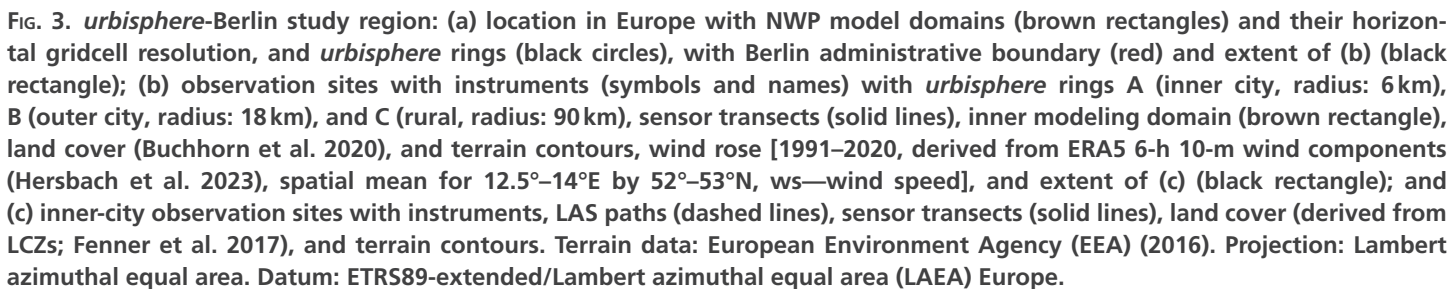 FIG. 3. urbisphere-Berlin study region: (a) location in Europe with NWP model domains (brown rectangles) and their horizon-
tal gridcell resolution, and urbisphere rings (black circles), with Berlin administrative boundary (red) and extent of (b) (black
rectangle); (b) observation sites with instruments (symbols and names) with urbisphere rings A (inner city, radius: 6 km),
B (outer city, radius: 18 km), and C (rural, radius: 90 km), sensor transects (solid lines), inner modeling domain (brown rectangle),
land cover (Buchhorn et al. 2020), and terrain contours, wind rose [1991–2020, derived from ERA5 6-h 10-m wind components
(Hersbach et al. 2023), spatial mean for 12.5°–14°E by 52°–53°N, ws—wind speed], and extent of (c) (black rectangle); and
(c) inner-city observation sites with instruments, LAS paths (dashed lines), sensor transects (solid lines), land cover (derived from
LCZs; Fenner et al. 2017), and terrain contours. Terrain data: European Environment Agency (EEA) (2016). Projection: Lambert
azimuthal equal area. Datum: ETRS89-extended/Lambert azimuthal equal area (LAEA) Europe.